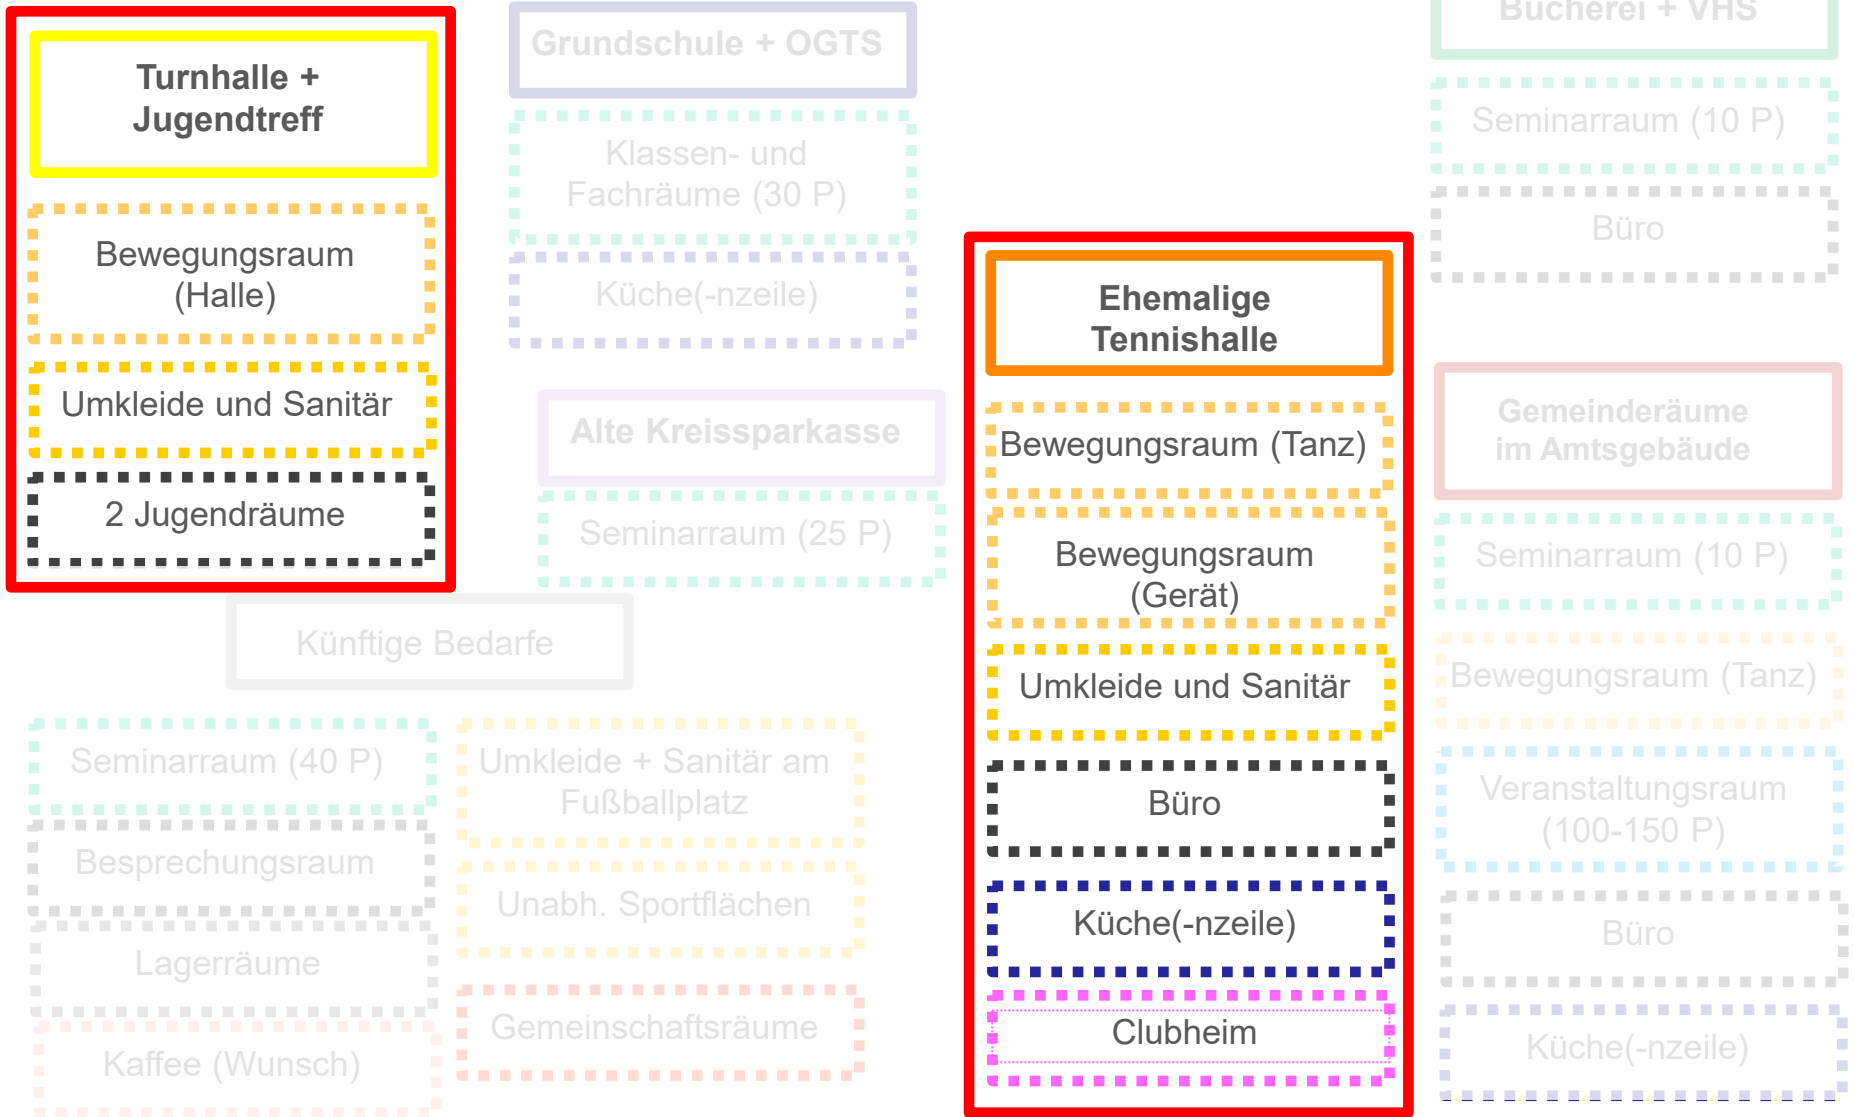 Turnhalle +
Jugendtreff
Bewegungsraum
(Halle)
Umkleide und Sanitär
2 Jugendräume
Grundschule + OGTS
Klassen- und
Fachräume (30 P)
Küche(-nzeile)
Alte Kreissparkasse
Seminarraum (25 P)
Künftige Bedarfe
Seminarraum (40 P)
Besprechungsraum
Lagerräume
Kaffee (Wunsch)
Umkleide + Sanitär am
Fußballplatz
Unabh. Sportflächen
Gemeinschaftsräume
Ehemalige
Tennishalle
Bewegungsraum (Tanz)
Bewegungsraum
(Gerät)
Umkleide und Sanitär
Büro
Küche(-nzeile)
Clubheim
Bücherei + VHS
Seminarraum (10 P)
Büro
Gemeinderäume
im Amtsgebäude
Seminarraum (10 P)
Bewegungsraum (Tanz)
Veranstaltungsraum
(100-150 P)
Büro
Küche(-nzeile)